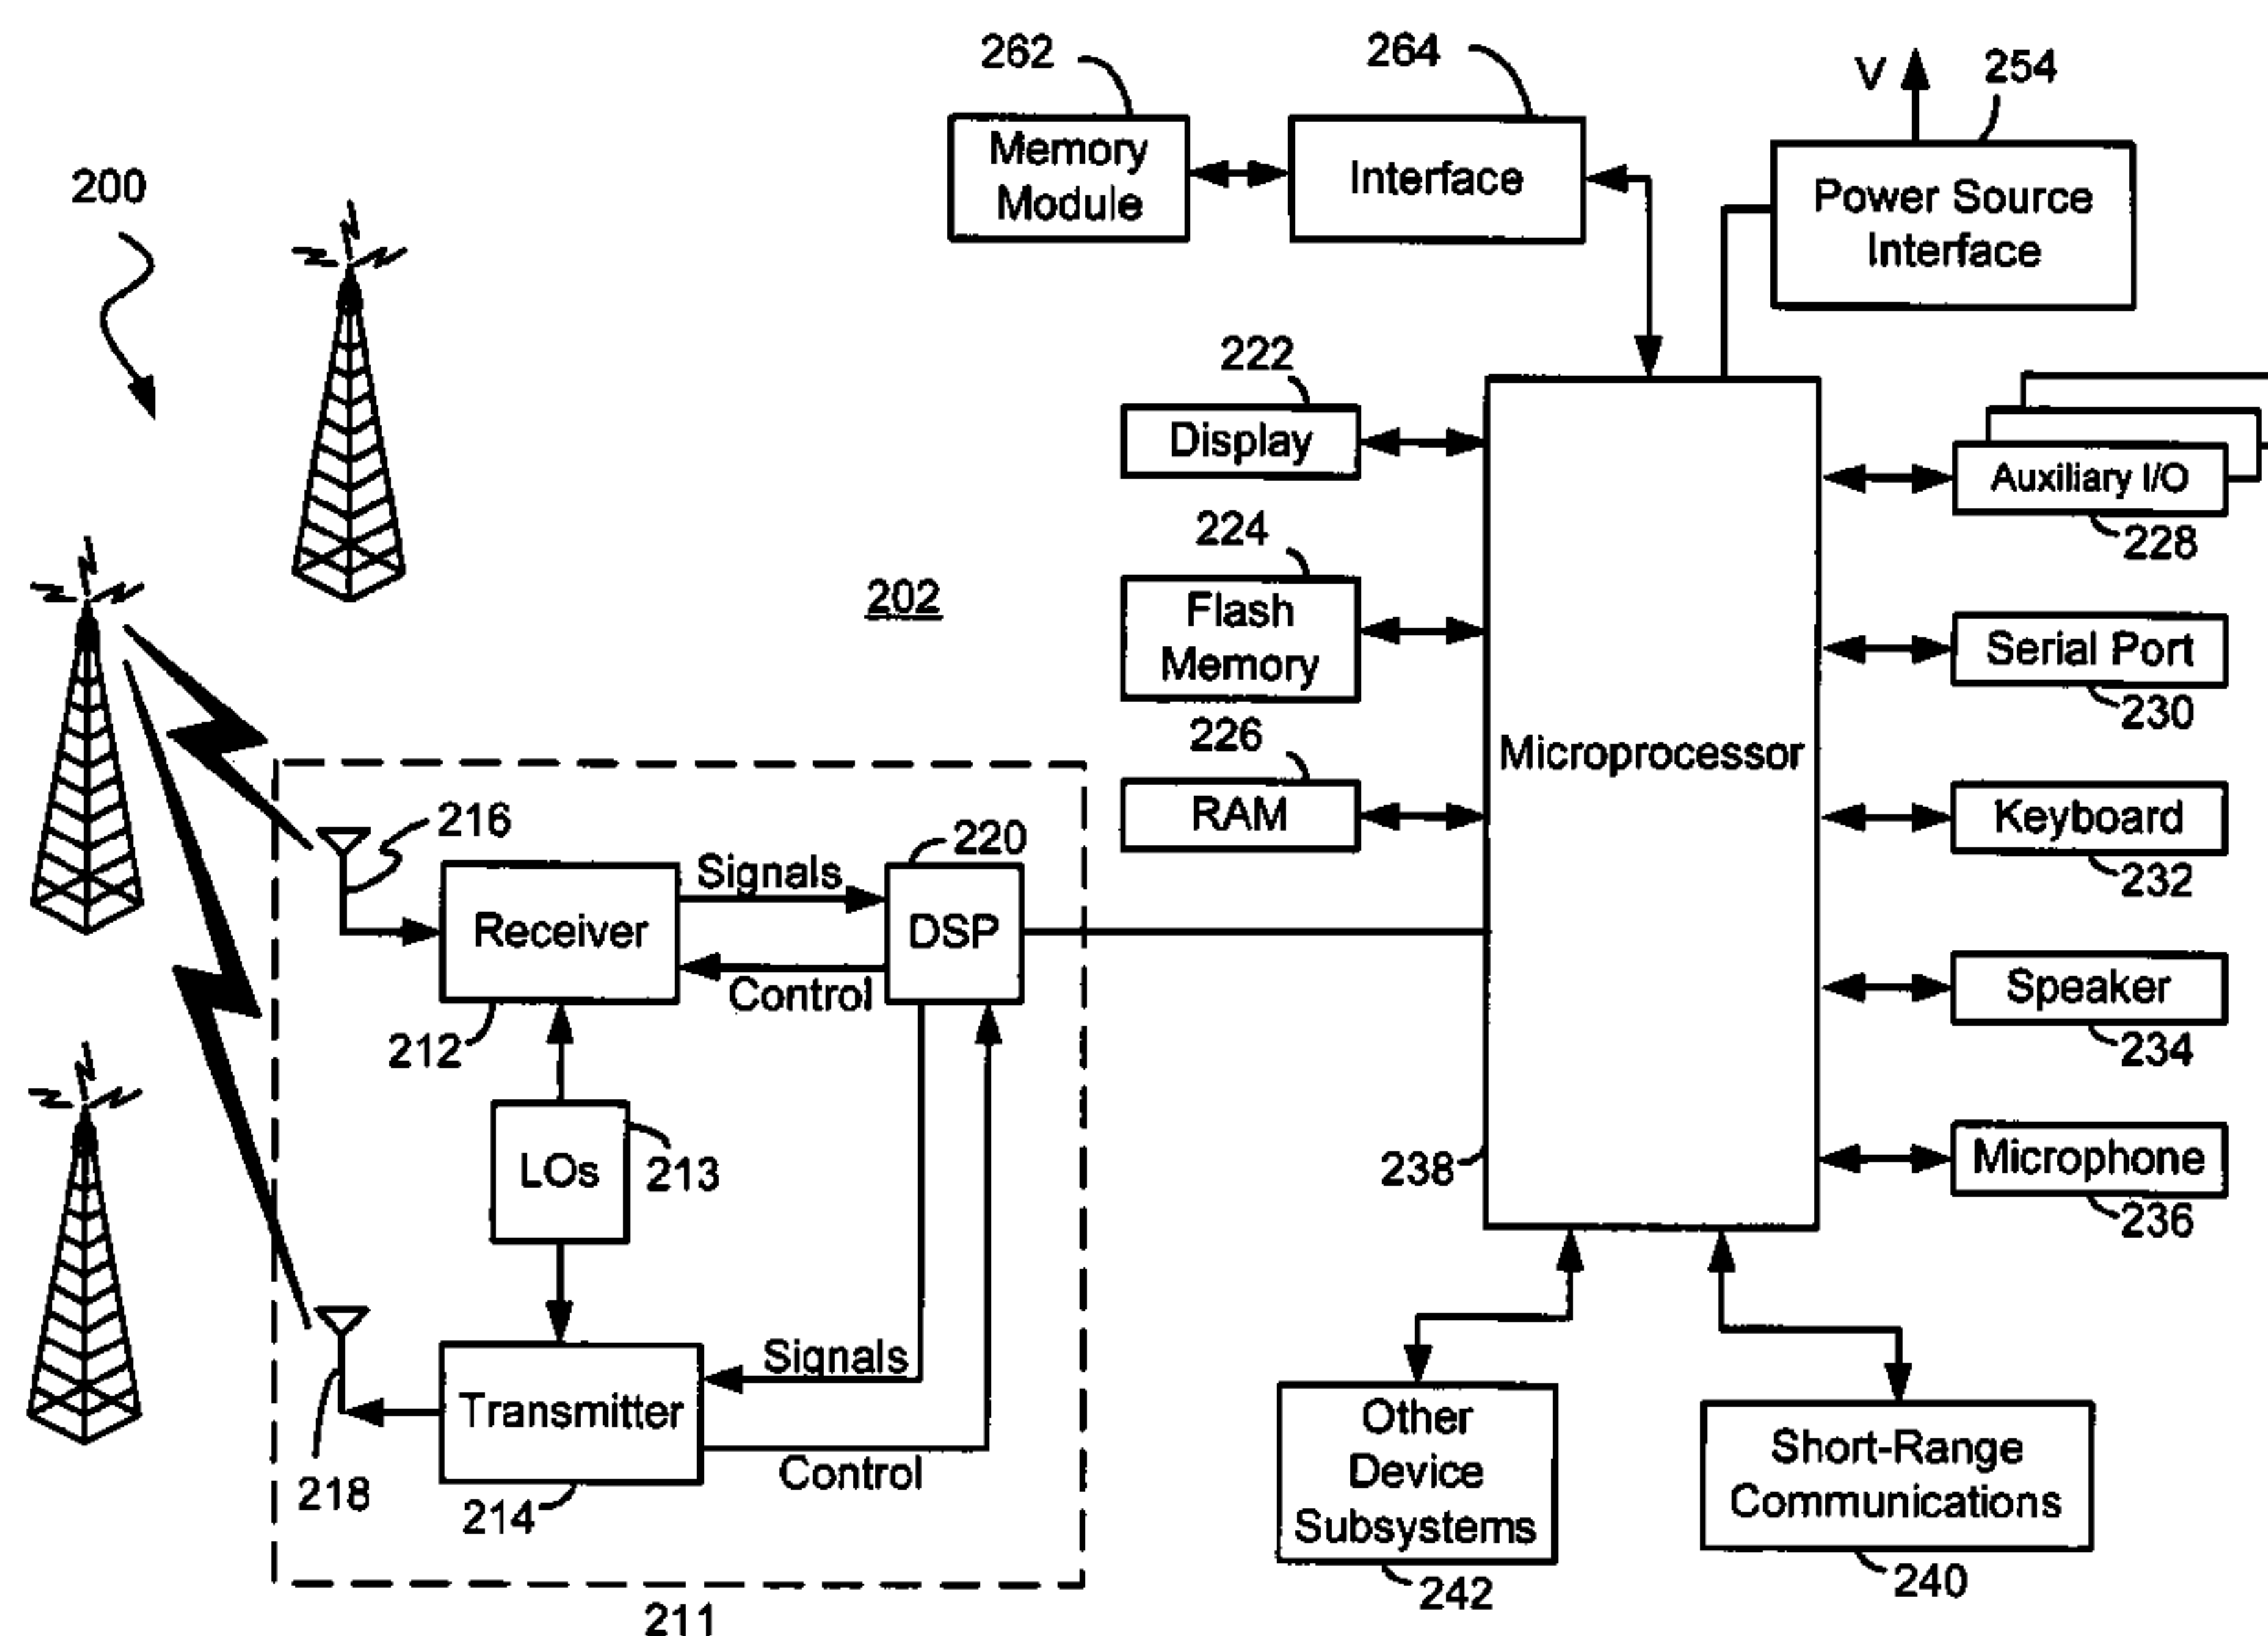 262
264
V
254
Memory
Module
Interface
Power Source
Interface
200
222
Display
Auxiliary I/O
228
224
Flash
Memory
202
Serial Port
230
226
RAM
Microprocessor
Keyboard
232
216
220
Signals
Receiver
DSP
Control
212
Speaker
234
LOs
213
238
Microphone
236
Signals
Transmitter
Control
218
214
Other
Device
Subsystems
242
Short-Range
Communications
240
211